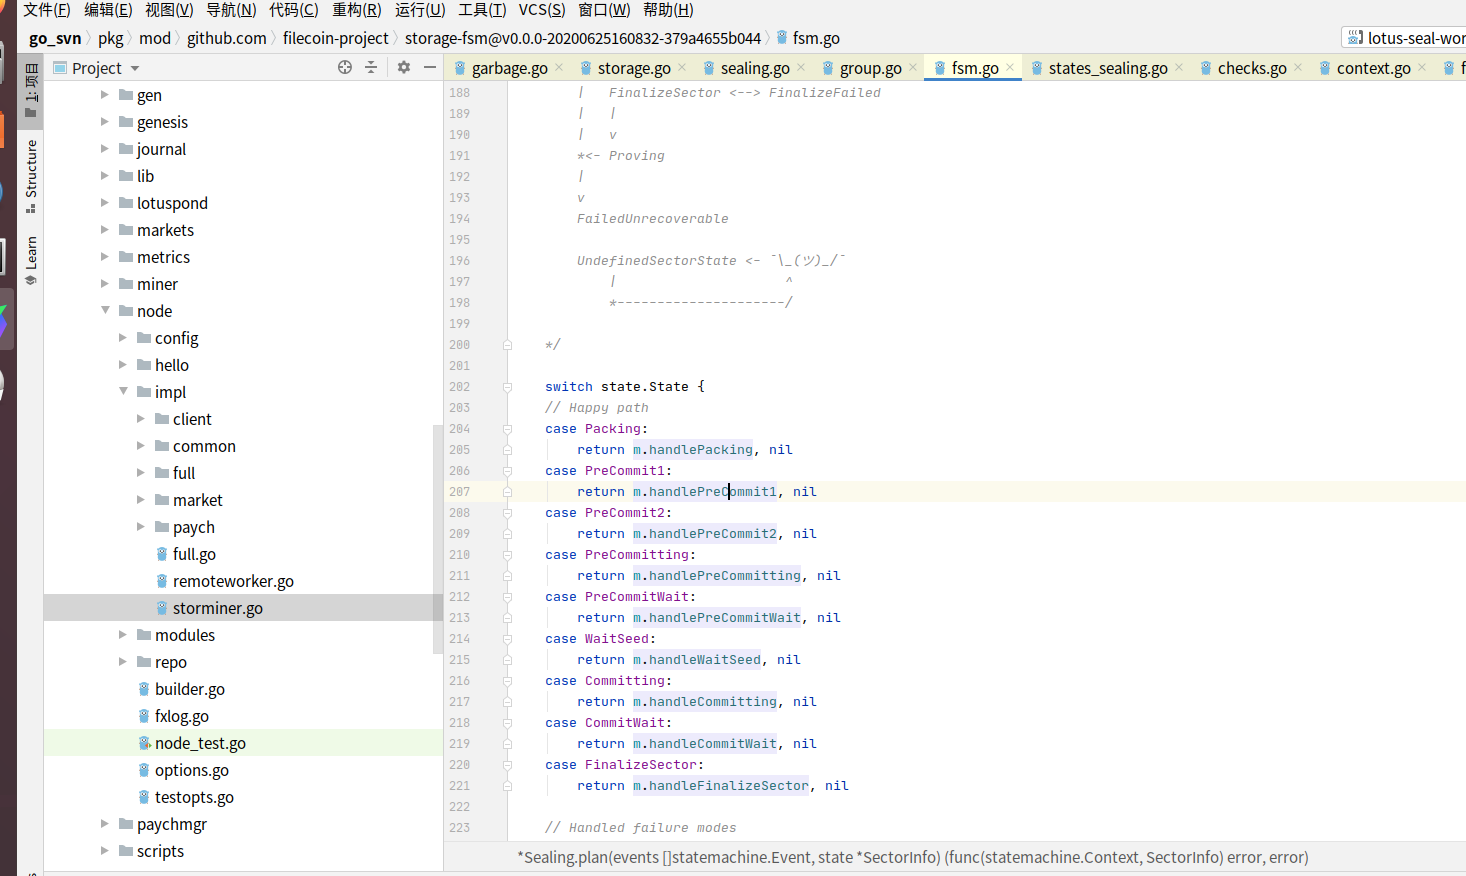 文件(F) 编辑(E) 视图(V) 导航(N) 代码(C) 重构(R) 运行(U) 工具(T) VCS(S) 窗口(W) 帮助(H)
go_svn pkg mod github.com filecoin-project storage-fsm@v0.0.0-20200625160832-379a4655b044 fsm.go lotus-seal-wor
Project garbage.go storage.go sealing.go group.go fsm.go states_sealing.go checks.go context.go f
1: 项目
Structure
Learn
gen
genesis
journal
lib
lotuspond
markets
metrics
miner
node
config
hello
impl
client
common
full
market
paych
full.go
remoteworker.go
storminer.go
modules
repo
builder.go
fxlog.go
node_test.go
options.go
testopts.go
paychmgr
scripts
188 | FinalizeSector <--> FinalizeFailed
189 | |
190 | v
191 *<- Proving
192 |
193 v
194 FailedUnrecoverable
195
196 UndefinedSectorState <- ¯\_(ツ)_/¯
197 | ^
198 *---------------------/
199
200 */
201
202 switch state.State {
203 // Happy path
204 case Packing:
205 return m.handlePacking, nil
206 case PreCommit1:
207 return m.handlePreCommit1, nil
208 case PreCommit2:
209 return m.handlePreCommit2, nil
210 case PreCommitting:
211 return m.handlePreCommitting, nil
212 case PreCommitWait:
213 return m.handlePreCommitWait, nil
214 case WaitSeed:
215 return m.handleWaitSeed, nil
216 case Committing:
217 return m.handleCommitting, nil
218 case CommitWait:
219 return m.handleCommitWait, nil
220 case FinalizeSector:
221 return m.handleFinalizeSector, nil
222
223 // Handled failure modes
*Sealing.plan(events []statemachine.Event, state *SectorInfo) (func(statemachine.Context, SectorInfo) error, error)